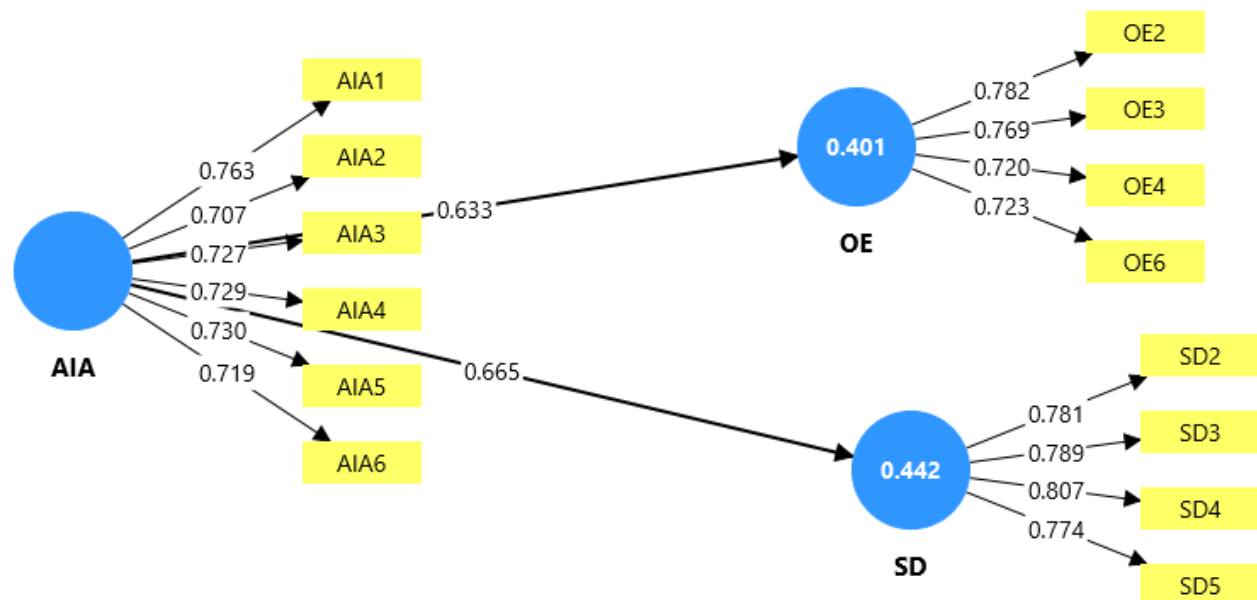 AIA
AIA1
AIA2
AIA3
AIA4
AIA5
AIA6
0.763
0.707
0.727
0.729
0.730
0.719
0.633
0.665
0.401
OE
0.782
0.769
0.720
0.723
OE2
OE3
OE4
OE6
0.442
SD
0.781
0.789
0.807
0.774
SD2
SD3
SD4
SD5